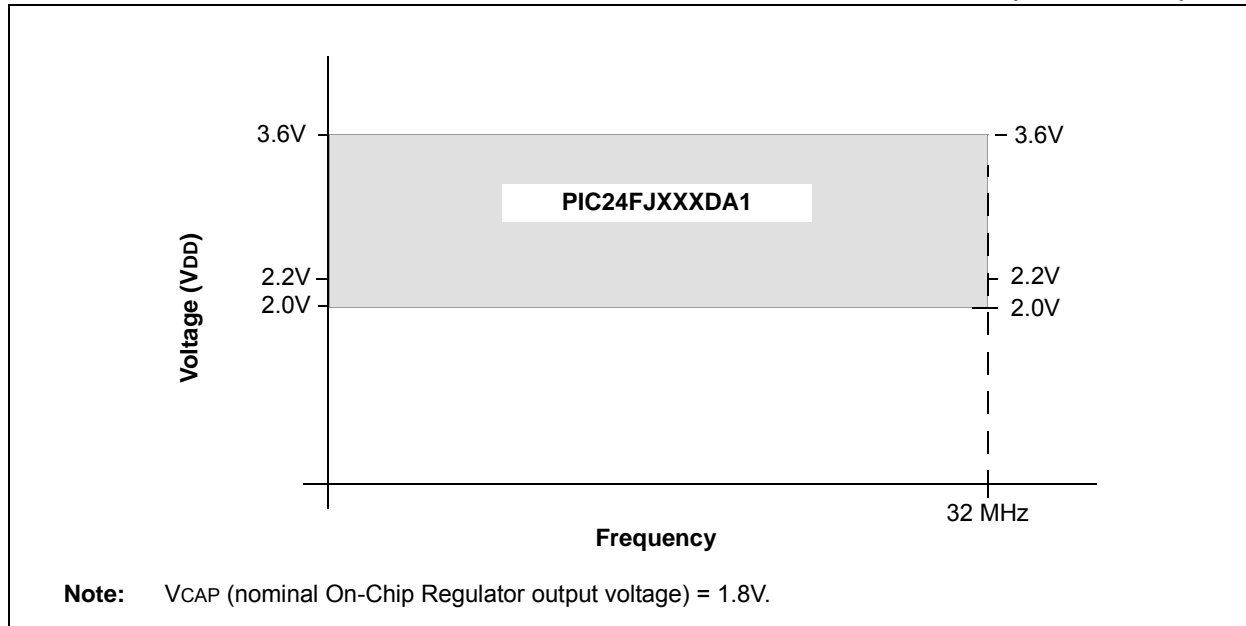 3.6V
3.6V
PIC24FJXXXDA1
Voltage (VDD)
2.2V
2.2V
2.0V
2.0V
32 MHz
Frequency
Note: VCAP (nominal On-Chip Regulator output voltage) = 1.8V.